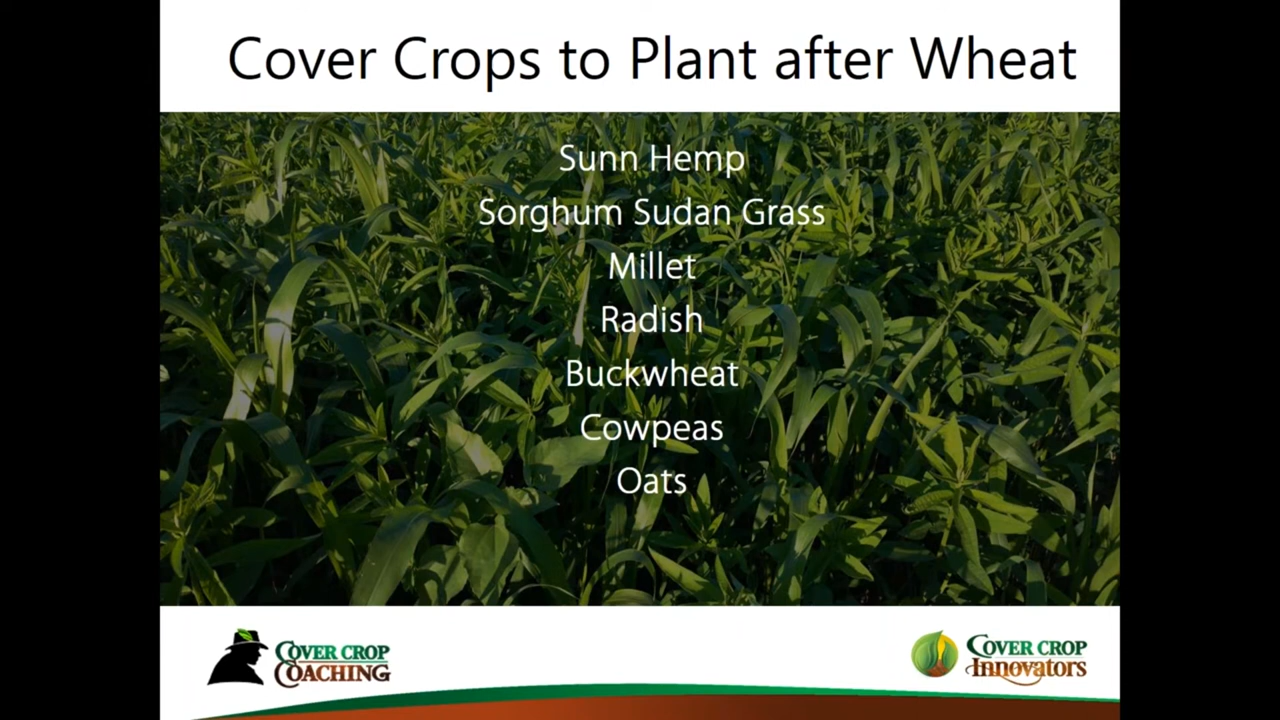 Cover Crops to Plant after Wheat
Sunn Hemp
Sorghum Sudan Grass
Millet
Radish
Buckwheat
Cowpeas
Oats
COVER CROP
COACHING
COVER CROP
Innovators